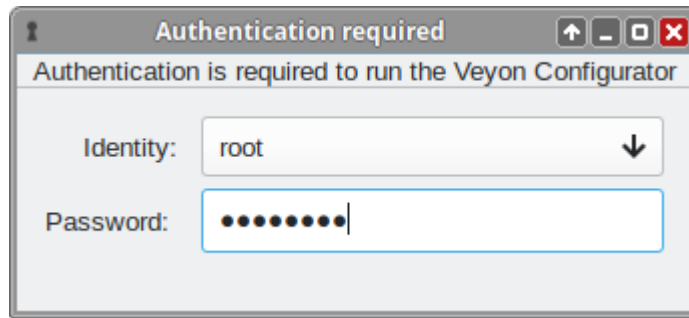 Authentication required
Authentication is required to run the Veyon Configurator
Identity: root
Password: ●●●●●●●●